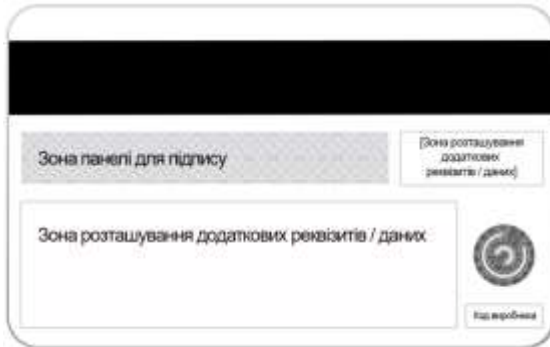 Зона панелі для підпису
[Зона розташування
додаткових
реквізитів / даних]
Зона розташування додаткових реквізитів / даних
Код виробника